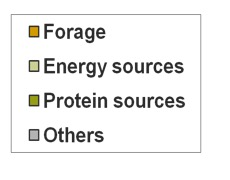 Forage
Energy sources
Protein sources
Others